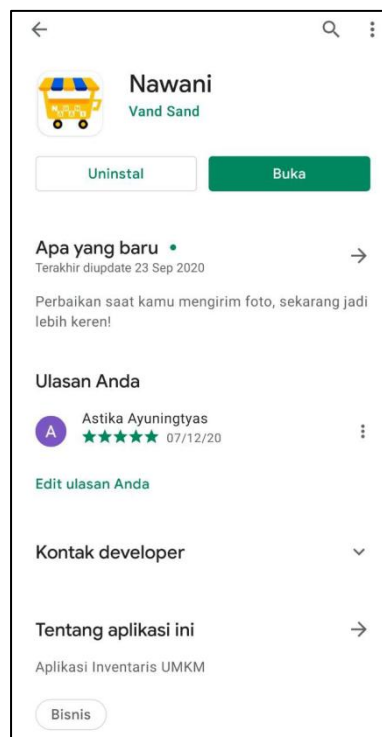 Nawani
Vand Sand
Uninstal
Buka
Apa yang baru
Terakhir diupdate 23 Sep 2020
Perbaikan saat kamu mengirim foto, sekarang jadi
lebih keren!
Ulasan Anda
A
Astika Ayuningtyas
07/12/20
Edit ulasan Anda
Kontak developer
Tentang aplikasi ini
Aplikasi Inventaris UMKM
Bisnis